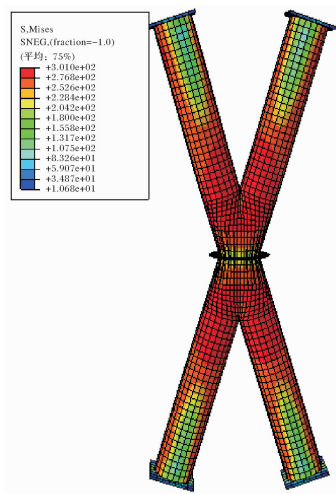 S,Mises
SNEG,(fraction=-1.0)
(平均: 75%)
+3.010e+02
+2.768e+02
+2.526e+02
+2.284e+02
+2.042e+02
+1.800e+02
+1.558e+02
+1.317e+02
+1.075e+02
+8.326e+01
+5.907e+01
+3.487e+01
+1.068e+01